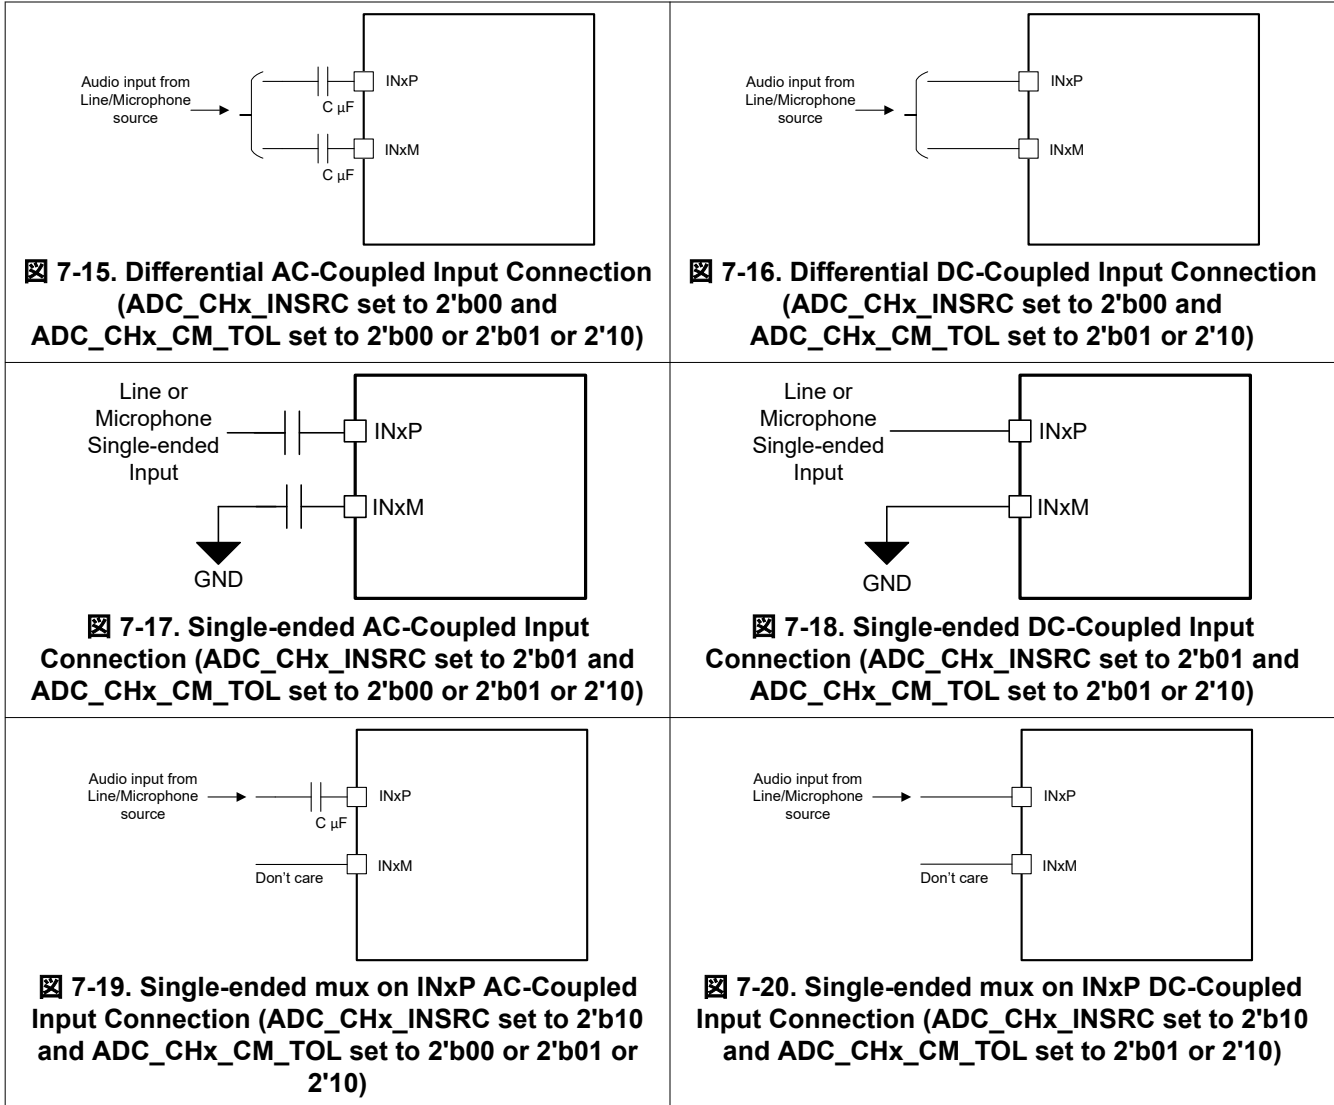 Audio input from
Line/Microphone
source
C µF
INxP
C µF
INxM
図 7-15. Differential AC-Coupled Input Connection
(ADC_CHx_INSRC set to 2'b00 and
ADC_CHx_CM_TOL set to 2'b00 or 2'b01 or 2'10)
Audio input from
Line/Microphone
source
INxP
INxM
図 7-16. Differential DC-Coupled Input Connection
(ADC_CHx_INSRC set to 2'b00 and
ADC_CHx_CM_TOL set to 2'b01 or 2'10)
Line or
Microphone
Single-ended
Input
INxP
INxM
GND
図 7-17. Single-ended AC-Coupled Input
Connection (ADC_CHx_INSRC set to 2'b01 and
ADC_CHx_CM_TOL set to 2'b00 or 2'b01 or 2'10)
Line or
Microphone
Single-ended
Input
INxP
INxM
GND
図 7-18. Single-ended DC-Coupled Input
Connection (ADC_CHx_INSRC set to 2'b01 and
ADC_CHx_CM_TOL set to 2'b01 or 2'10)
Audio input from
Line/Microphone
source
C µF
INxP
Don't care
INxM
図 7-19. Single-ended mux on INxP AC-Coupled
Input Connection (ADC_CHx_INSRC set to 2'b10
and ADC_CHx_CM_TOL set to 2'b00 or 2'b01 or
2'10)
Audio input from
Line/Microphone
source
INxP
Don't care
INxM
図 7-20. Single-ended mux on INxP DC-Coupled
Input Connection (ADC_CHx_INSRC set to 2'b10
and ADC_CHx_CM_TOL set to 2'b01 or 2'10)